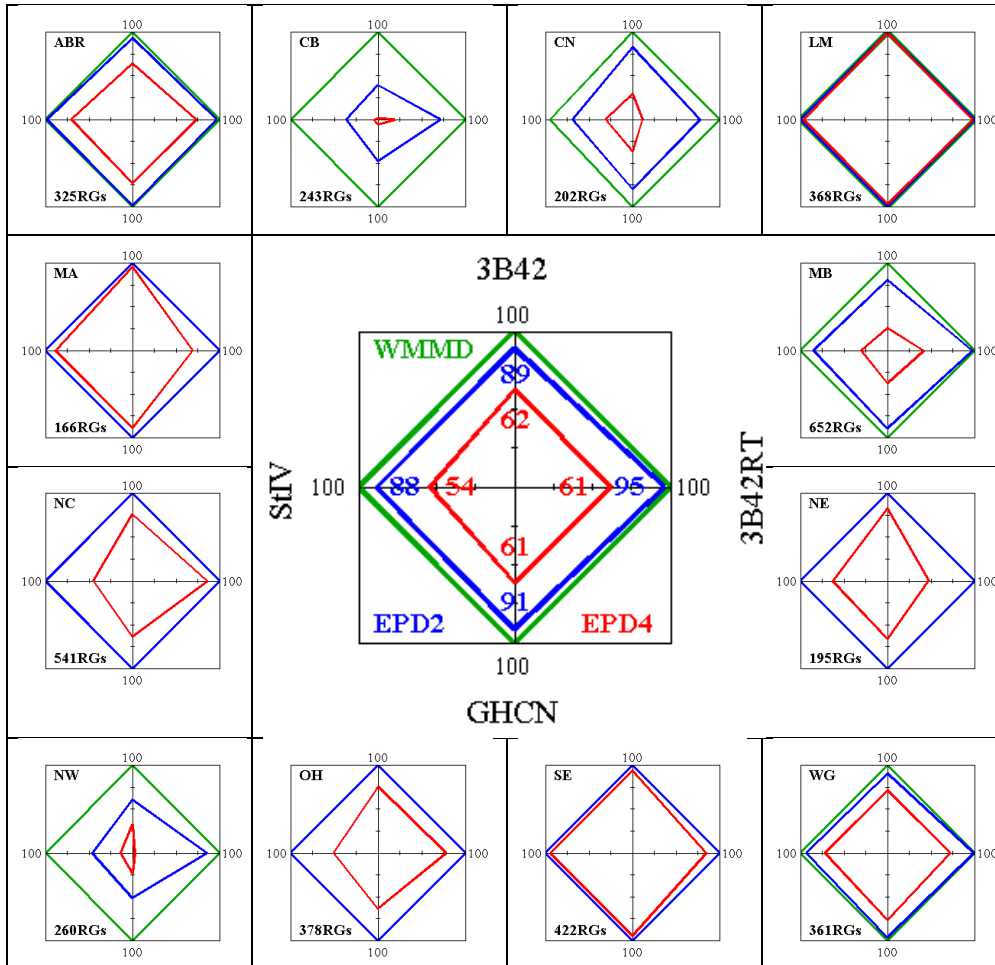 100
ABR
100
100
325RGs
100
100
CB
100
100
243RGs
100
100
CN
100
100
202RGs
100
100
LM
100
100
368RGs
100
100
MA
100
100
166RGs
100
3B42
100
WMMD
89
62
StIV
100
88
54
61
95
100
3B42RT
61
91
EPD2
EPD4
100
GHCN
100
MB
100
100
652RGs
100
100
NC
100
100
541RGs
100
100
NE
100
100
195RGs
100
100
NW
100
100
260RGs
100
100
OH
100
100
378RGs
100
100
SE
100
100
422RGs
100
100
WG
100
100
361RGs
100